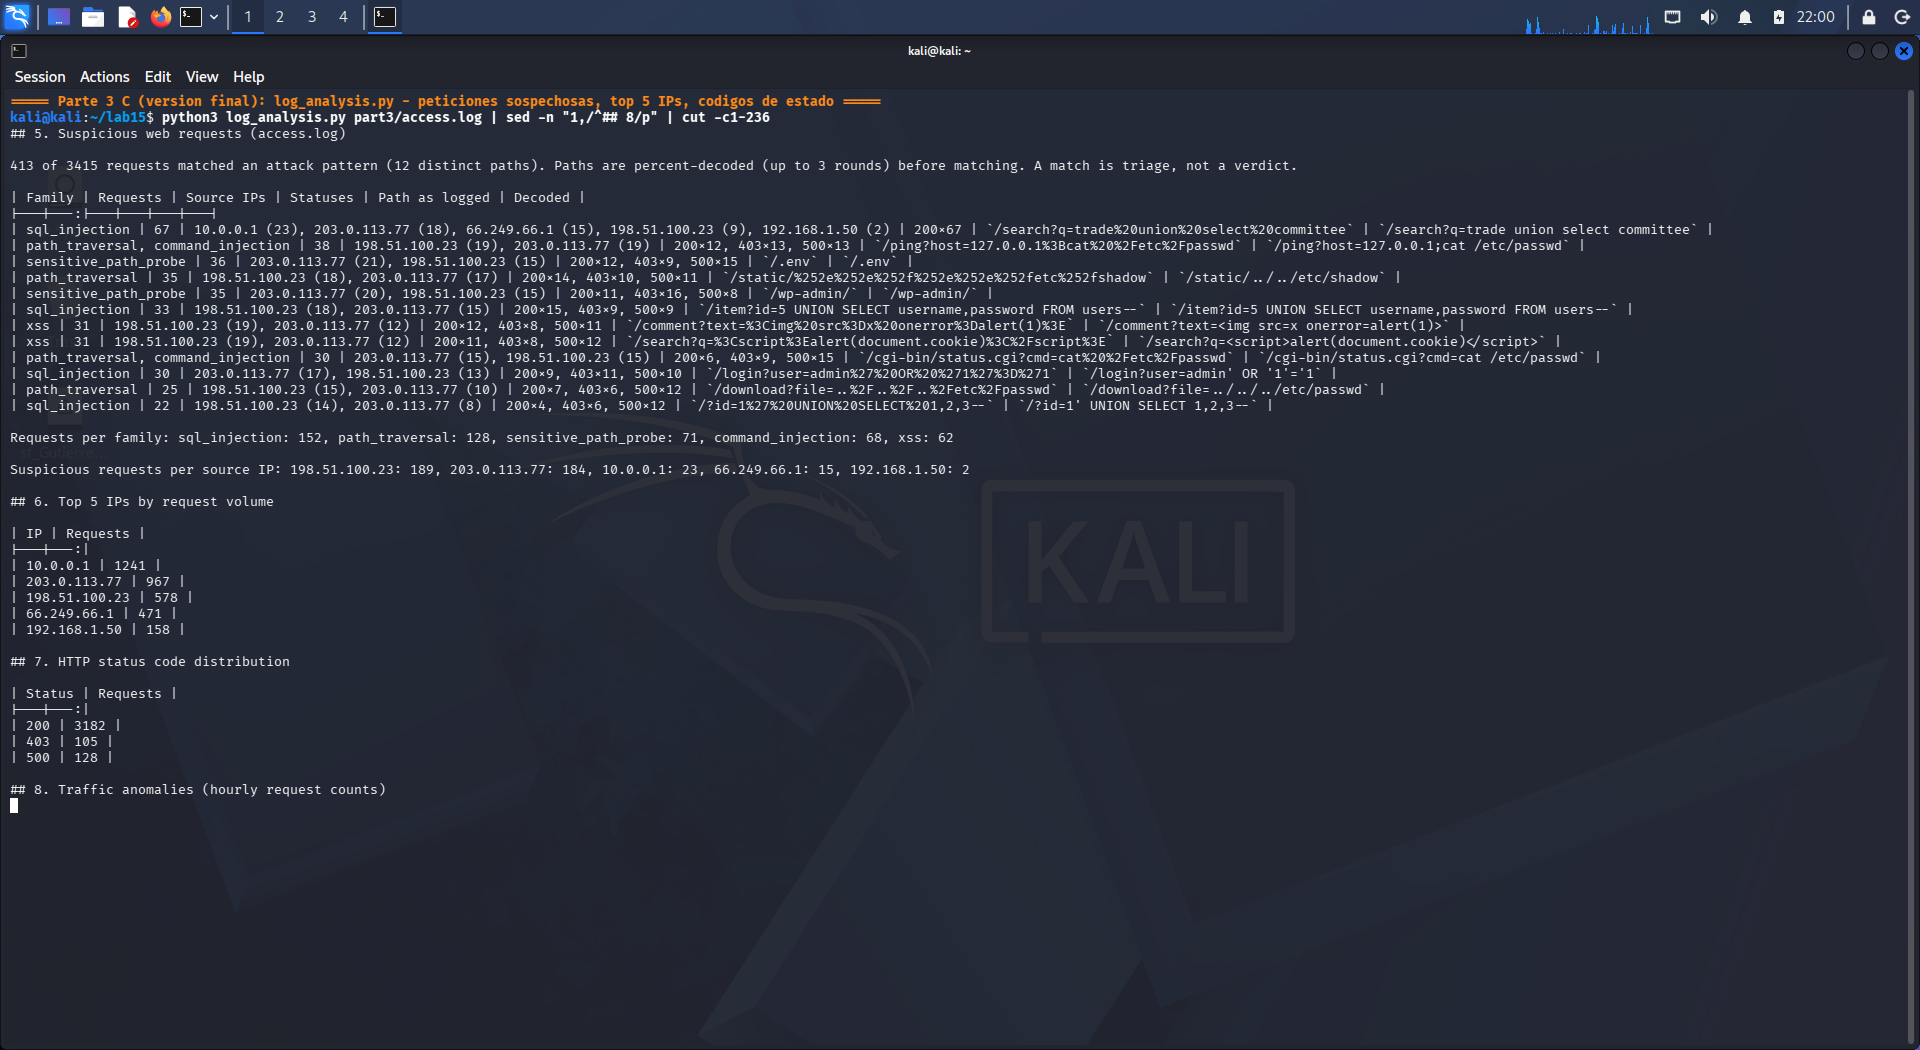 1 2 3 4 22:00
kali@kali: ~
Session Actions Edit View Help
===== Parte 3 C (version final): log_analysis.py - peticiones sospechosas, top 5 IPs, codigos de estado =====
kali@kali:~/lab15$ python3 log_analysis.py part3/access.log | sed -n "1,/^## 8/p" | cut -c1-236
## 5. Suspicious web requests (access.log)
413 of 3415 requests matched an attack pattern (12 distinct paths). Paths are percent-decoded (up to 3 rounds) before matching. A match is triage, not a verdict.
| Family | Requests | Source IPs | Statuses | Path as logged | Decoded |
|---|---:|---|---|---|---|
| sql_injection | 67 | 10.0.0.1 (23), 203.0.113.77 (18), 66.249.66.1 (15), 198.51.100.23 (9), 192.168.1.50 (2) | 200×67 | `/search?q=trade%20union%20select%20committee` | `/search?q=trade union select committee` |
| path_traversal, command_injection | 38 | 198.51.100.23 (19), 203.0.113.77 (19) | 200×12, 403×13, 500×13 | `/ping?host=127.0.0.1%3Bcat%20%2Fetc%2Fpasswd` | `/ping?host=127.0.0.1;cat /etc/passwd` |
| sensitive_path_probe | 36 | 203.0.113.77 (21), 198.51.100.23 (15) | 200×12, 403×9, 500×15 | `/.env` | `/.env` |
| path_traversal | 35 | 198.51.100.23 (18), 203.0.113.77 (17) | 200×14, 403×10, 500×11 | `/static/%252e%252e%252f%252e%252e%252fetc%252fshadow` | `/static/../../etc/shadow` |
| sensitive_path_probe | 35 | 203.0.113.77 (20), 198.51.100.23 (15) | 200×11, 403×16, 500×8 | `/wp-admin/` | `/wp-admin/` |
| sql_injection | 33 | 198.51.100.23 (18), 203.0.113.77 (15) | 200×15, 403×9, 500×9 | `/item?id=5 UNION SELECT username,password FROM users--` | `/item?id=5 UNION SELECT username,password FROM users--` |
| xss | 31 | 198.51.100.23 (19), 203.0.113.77 (12) | 200×12, 403×8, 500×11 | `/comment?text=%3Cimg%20src%3Dx%20onerror%3Dalert(1)%3E` | `/comment?text=<img src=x onerror=alert(1)>` |
| xss | 31 | 198.51.100.23 (19), 203.0.113.77 (12) | 200×11, 403×8, 500×12 | `/search?q=%3Cscript%3Ealert(document.cookie)%3C%2Fscript%3E` | `/search?q=<script>alert(document.cookie)</script>` |
| path_traversal, command_injection | 30 | 203.0.113.77 (15), 198.51.100.23 (15) | 200×6, 403×9, 500×15 | `/cgi-bin/status.cgi?cmd=cat%20%2Fetc%2Fpasswd` | `/cgi-bin/status.cgi?cmd=cat /etc/passwd` |
| sql_injection | 30 | 203.0.113.77 (17), 198.51.100.23 (13) | 200×9, 403×11, 500×10 | `/login?user=admin%27%20OR%20%271%27%3D%271` | `/login?user=admin' OR '1'='1` |
| path_traversal | 25 | 198.51.100.23 (15), 203.0.113.77 (10) | 200×7, 403×6, 500×12 | `/download?file=..%2F..%2F..%2Fetc%2Fpasswd` | `/download?file=../../../etc/passwd` |
| sql_injection | 22 | 198.51.100.23 (14), 203.0.113.77 (8) | 200×4, 403×6, 500×12 | `/?id=1%27%20UNION%20SELECT%201,2,3--` | `/?id=1' UNION SELECT 1,2,3--` |
Requests per family: sql_injection: 152, path_traversal: 128, sensitive_path_probe: 71, command_injection: 68, xss: 62
Suspicious requests per source IP: 198.51.100.23: 189, 203.0.113.77: 184, 10.0.0.1: 23, 66.249.66.1: 15, 192.168.1.50: 2
## 6. Top 5 IPs by request volume
| IP | Requests |
|---|---:|
| 10.0.0.1 | 1241 |
| 203.0.113.77 | 967 |
| 198.51.100.23 | 578 |
| 66.249.66.1 | 471 |
| 192.168.1.50 | 158 |
## 7. HTTP status code distribution
| Status | Requests |
|---|---:|
| 200 | 3182 |
| 403 | 105 |
| 500 | 128 |
## 8. Traffic anomalies (hourly request counts)
KALI